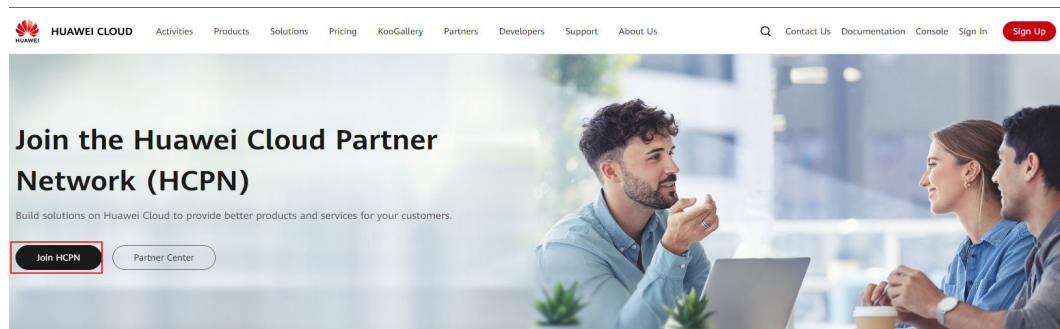 HUAWEI
HUAWEI CLOUD Activities Products Solutions Pricing KooGallery Partners Developers Support About Us Contact Us Documentation Console Sign In Sign Up
Join the Huawei Cloud Partner
Network (HCPN)
Build solutions on Huawei Cloud to provide better products and services for your customers.
Join HCPN Partner Center